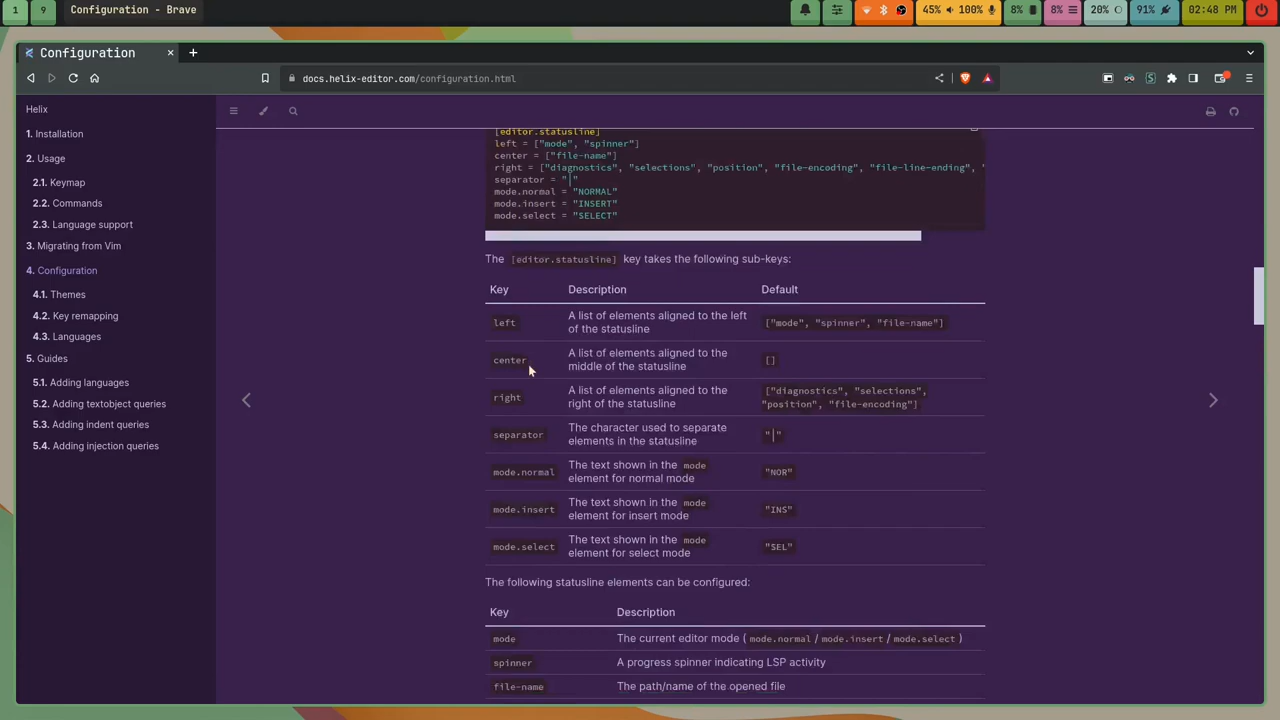 1 9 Configuration - Brave 45% 100% 8% 8% 20% 91% 02:48 PM
Configuration × +
docs.helix-editor.com/configuration.html
Helix
1. Installation
2. Usage
2.1. Keymap
2.2. Commands
2.3. Language support
3. Migrating from Vim
4. Configuration
4.1. Themes
4.2. Key remapping
4.3. Languages
5. Guides
5.1. Adding languages
5.2. Adding textobject queries
5.3. Adding indent queries
5.4. Adding injection queries
[editor.statusline]
left = ["mode", "spinner"]
center = ["file-name"]
right = ["diagnostics", "selections", "position", "file-encoding", "file-line-ending", "
separator = "│"
mode.normal = "NORMAL"
mode.insert = "INSERT"
mode.select = "SELECT"
The [editor.statusline] key takes the following sub-keys:
Key Description Default
left A list of elements aligned to the left ["mode", "spinner", "file-name"]
of the statusline
center A list of elements aligned to the []
middle of the statusline
right A list of elements aligned to the ["diagnostics", "selections",
right of the statusline "position", "file-encoding"]
separator The character used to separate "│"
elements in the statusline
mode.normal The text shown in the mode "NOR"
element for normal mode
mode.insert The text shown in the mode "INS"
element for insert mode
mode.select The text shown in the mode "SEL"
element for select mode
The following statusline elements can be configured:
Key Description
mode The current editor mode ( mode.normal / mode.insert / mode.select )
spinner A progress spinner indicating LSP activity
file-name The path/name of the opened file